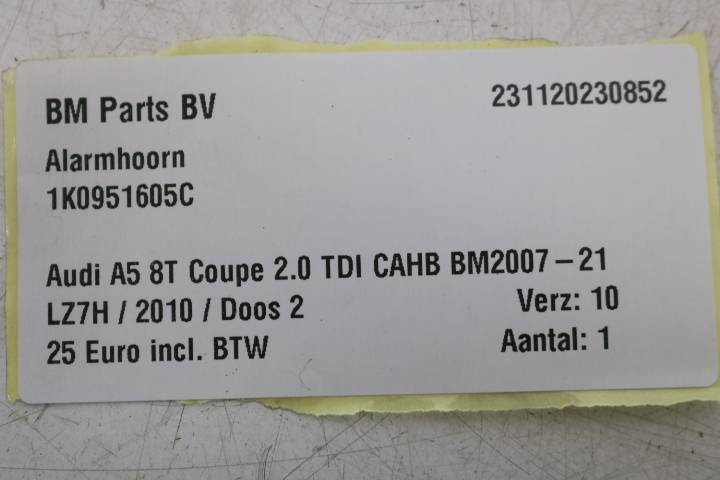 BM Parts BV 231120230852
Alarmhoorn
1K0951605C
Audi A5 8T Coupe 2.0 TDI CAHB BM2007-21
LZ7H / 2010 / Doos 2 Verz: 10
25 Euro incl. BTW Aantal: 1